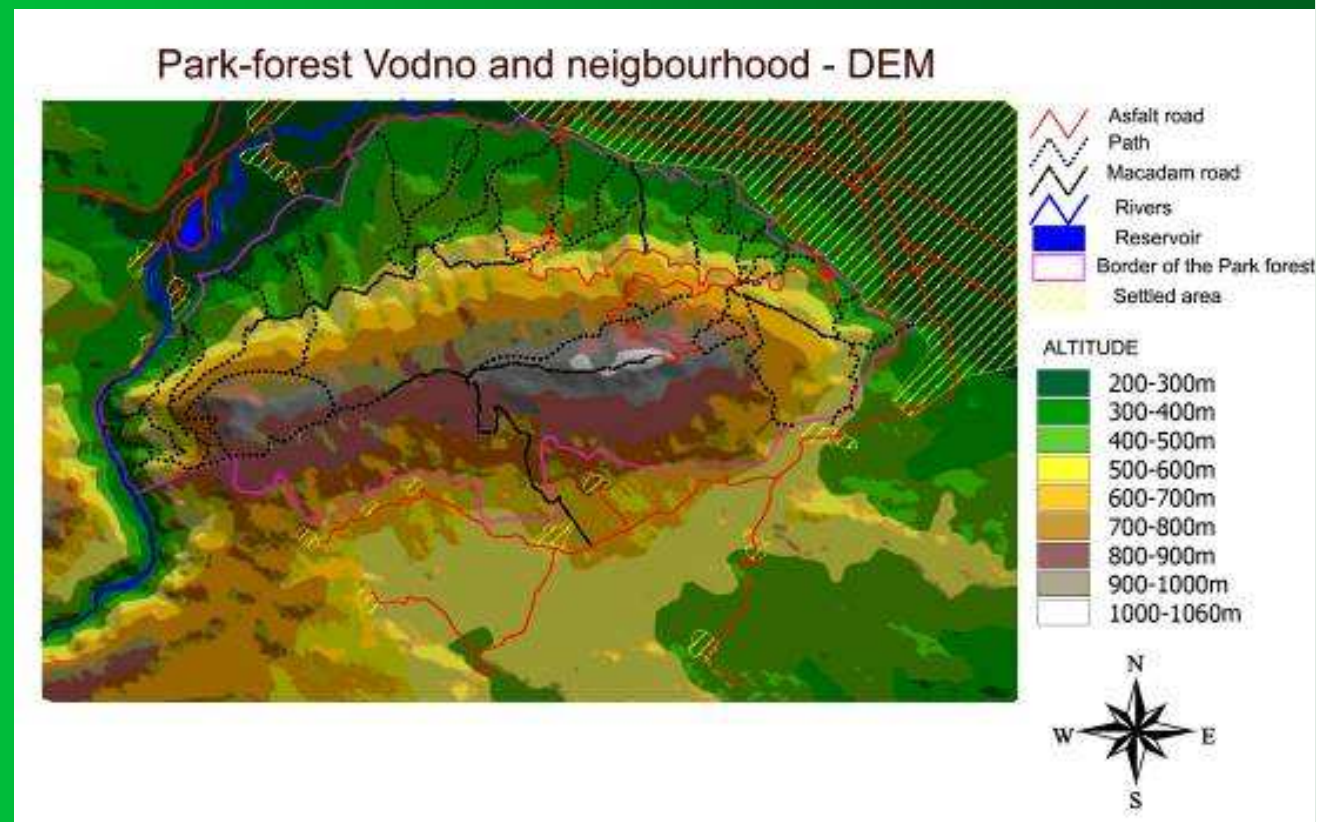 Park-forest Vodno and neigbourhood - DEM
Asfalt road
Path
Macadam road
Rivers
Reservoir
Border of the Park forest
Settled area
ALTITUDE
200-300m
300-400m
400-500m
500-600m
600-700m
700-800m
800-900m
900-1000m
1000-1060m
N
W E
S